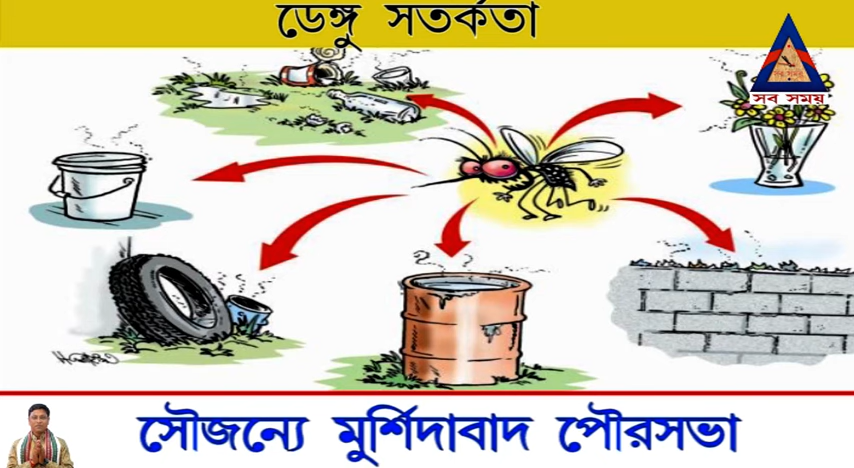 ডেঙ্গু সতর্কতা
সব সময়
সৌজন্যে মুর্শিদাবাদ পৌরসভা